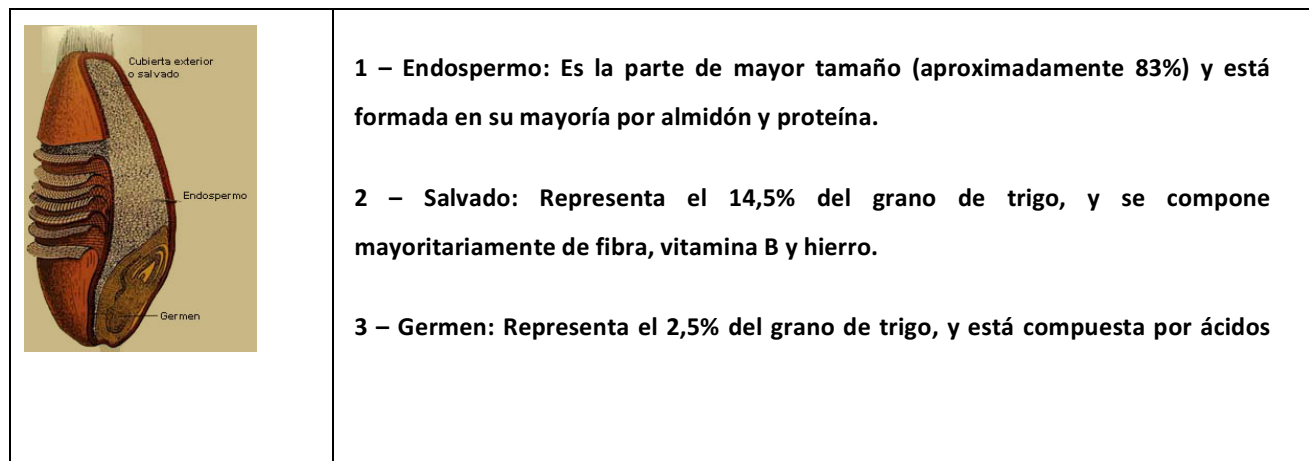 Cubierta exterior
o salvado
Endospermo
Germen
1 – Endospermo: Es la parte de mayor tamaño (aproximadamente 83%) y está
formada en su mayoría por almidón y proteína.
2 – Salvado: Representa el 14,5% del grano de trigo, y se compone
mayoritariamente de fibra, vitamina B y hierro.
3 – Germen: Representa el 2,5% del grano de trigo, y está compuesta por ácidos